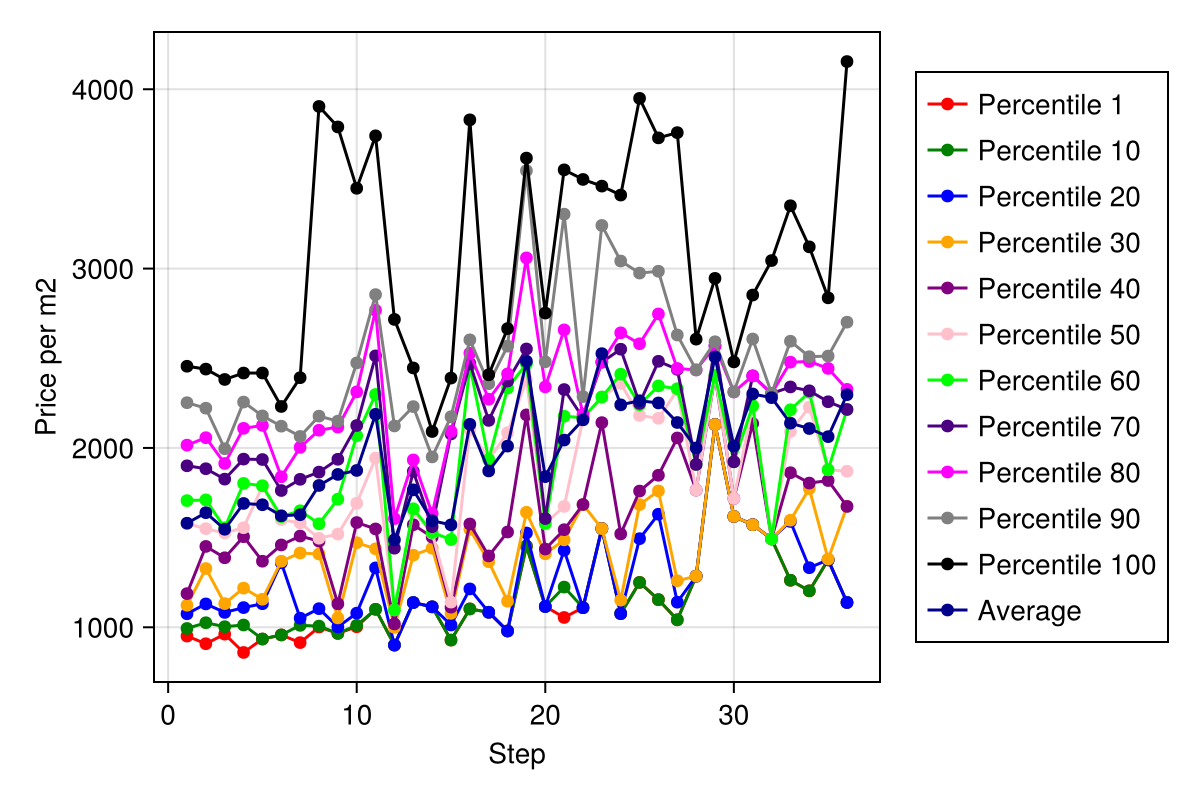 4000
3000
2000
1000
Price per m2
0
10
20
30
Step
Percentile 1
Percentile 10
Percentile 20
Percentile 30
Percentile 40
Percentile 50
Percentile 60
Percentile 70
Percentile 80
Percentile 90
Percentile 100
Average